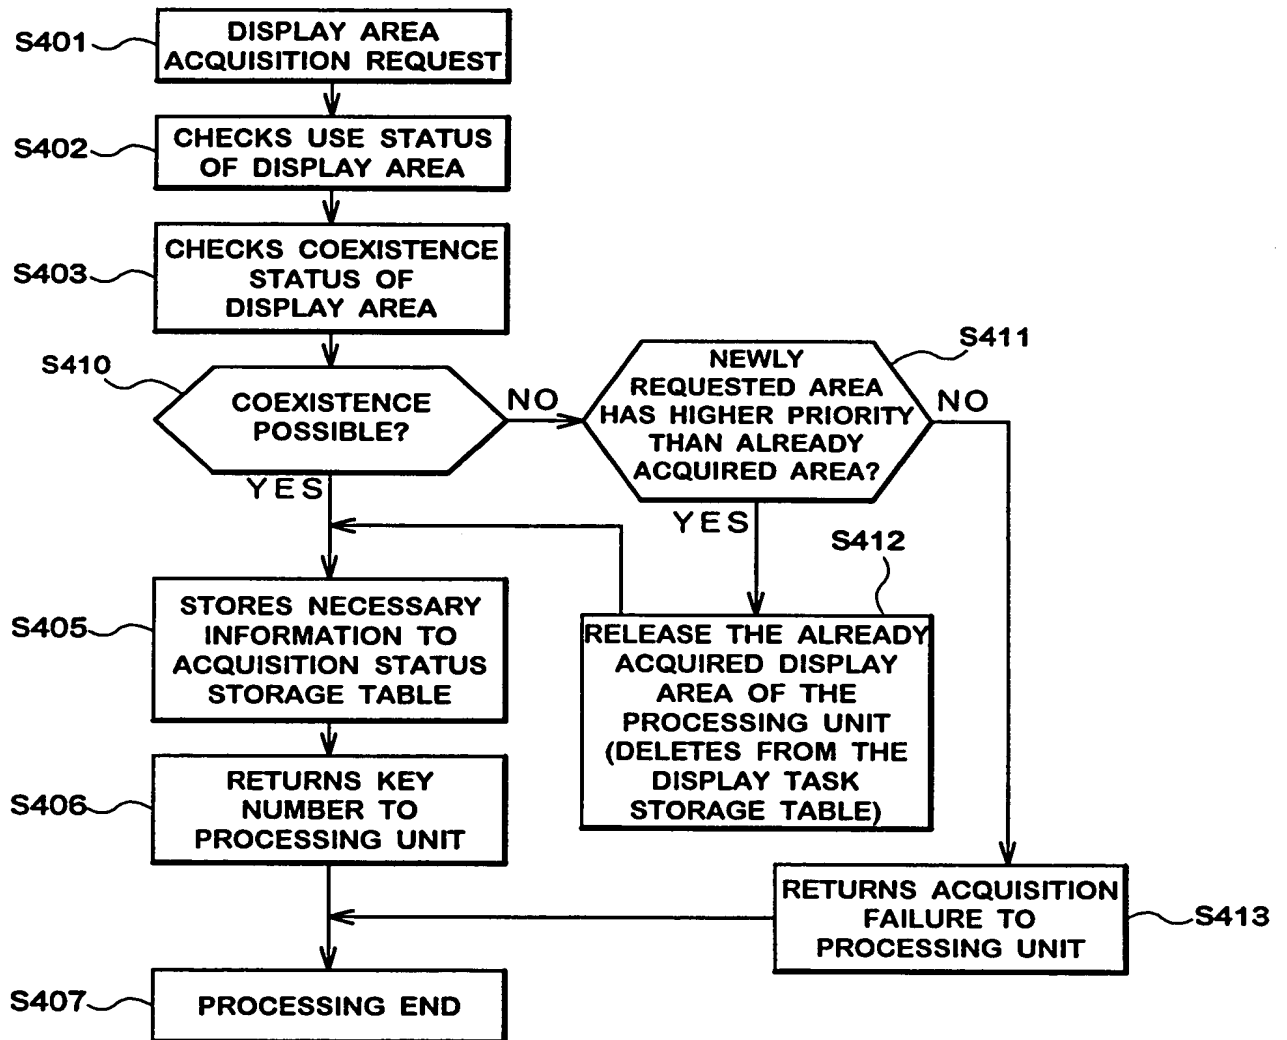 S401
DISPLAY AREA
ACQUISITION REQUEST
S402
CHECKS USE STATUS
OF DISPLAY AREA
S403
CHECKS COEXISTENCE
STATUS OF
DISPLAY AREA
S410
COEXISTENCE
POSSIBLE?
NO
YES
S411
NEWLY
REQUESTED AREA
HAS HIGHER PRIORITY
THAN ALREADY
ACQUIRED AREA?
NO
YES
S412
RELEASE THE ALREADY
ACQUIRED DISPLAY
AREA OF THE
PROCESSING UNIT
(DELETES FROM THE
DISPLAY TASK
STORAGE TABLE)
S405
STORES NECESSARY
INFORMATION TO
ACQUISITION STATUS
STORAGE TABLE
S406
RETURNS KEY
NUMBER TO
PROCESSING UNIT
RETURNS ACQUISITION
FAILURE TO
PROCESSING UNIT
S413
S407
PROCESSING END